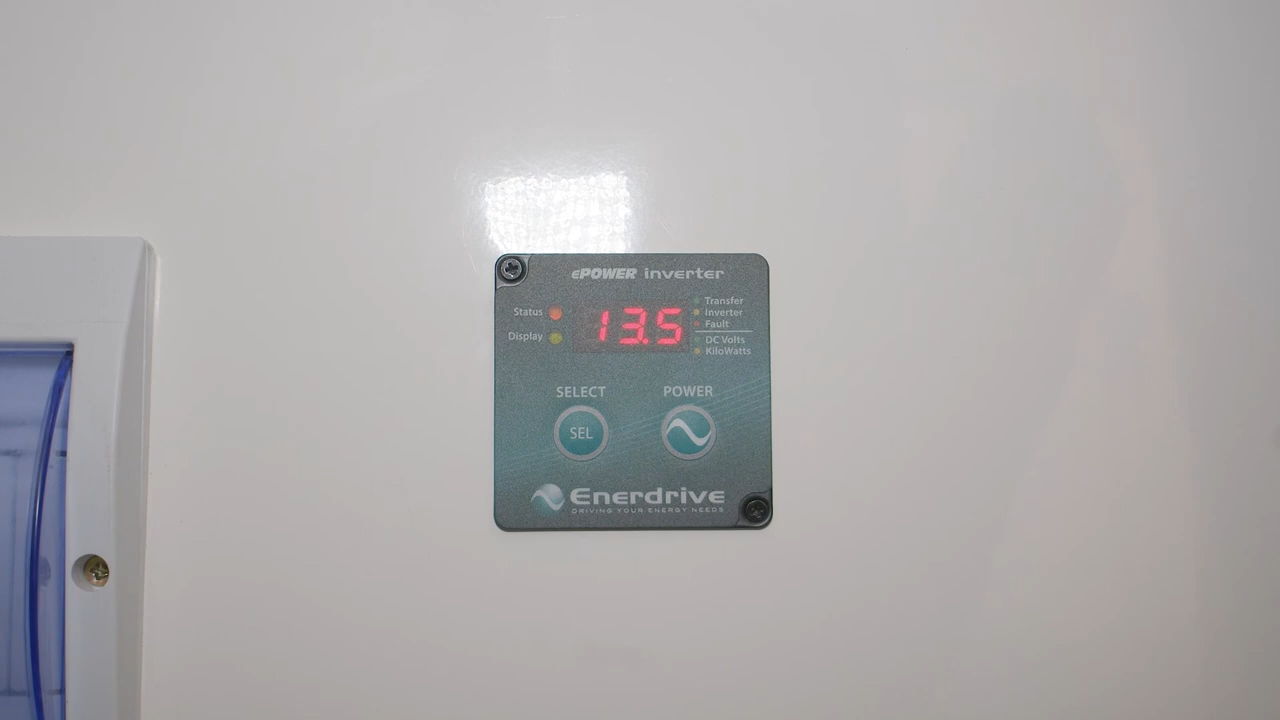 ePOWER inverter
Status
Display
13.5
Transfer
Inverter
Fault
DC Volts
KiloWatts
SELECT
POWER
SEL
Enerdrive
DRIVING YOUR ENERGY NEEDS